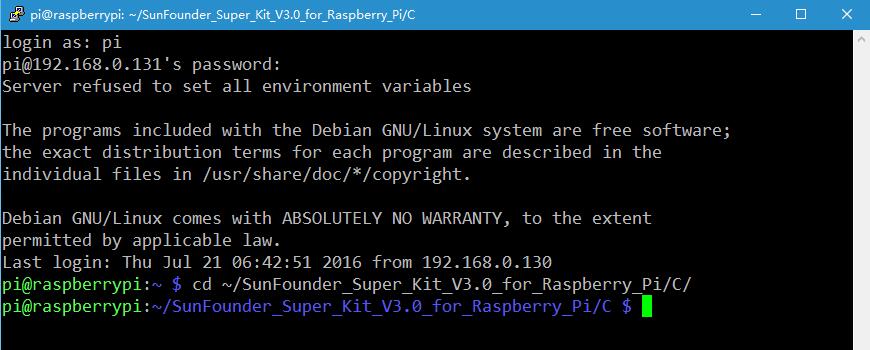 pi@raspberrypi: ~/SunFounder_Super_Kit_V3.0_for_Raspberry_Pi/C
login as: pi
pi@192.168.0.131's password:
Server refused to set all environment variables
The programs included with the Debian GNU/Linux system are free software;
the exact distribution terms for each program are described in the
individual files in /usr/share/doc/*/copyright.
Debian GNU/Linux comes with ABSOLUTELY NO WARRANTY, to the extent
permitted by applicable law.
Last login: Thu Jul 21 06:42:51 2016 from 192.168.0.130
pi@raspberrypi:~ $ cd ~/SunFounder_Super_Kit_V3.0_for_Raspberry_Pi/C/
pi@raspberrypi:~/SunFounder_Super_Kit_V3.0_for_Raspberry_Pi/C $